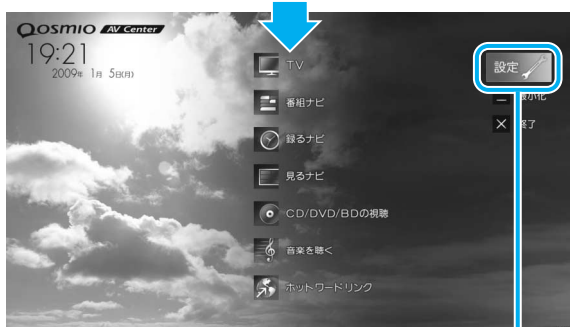 Qosmio AV Center
19:21
2009年 1月 5日(月)
TV
番組ナビ
録るナビ
見るナビ
CD/DVD/BDの視聴
音楽を聴く
ホットワードリンク
設定
最小化
終了